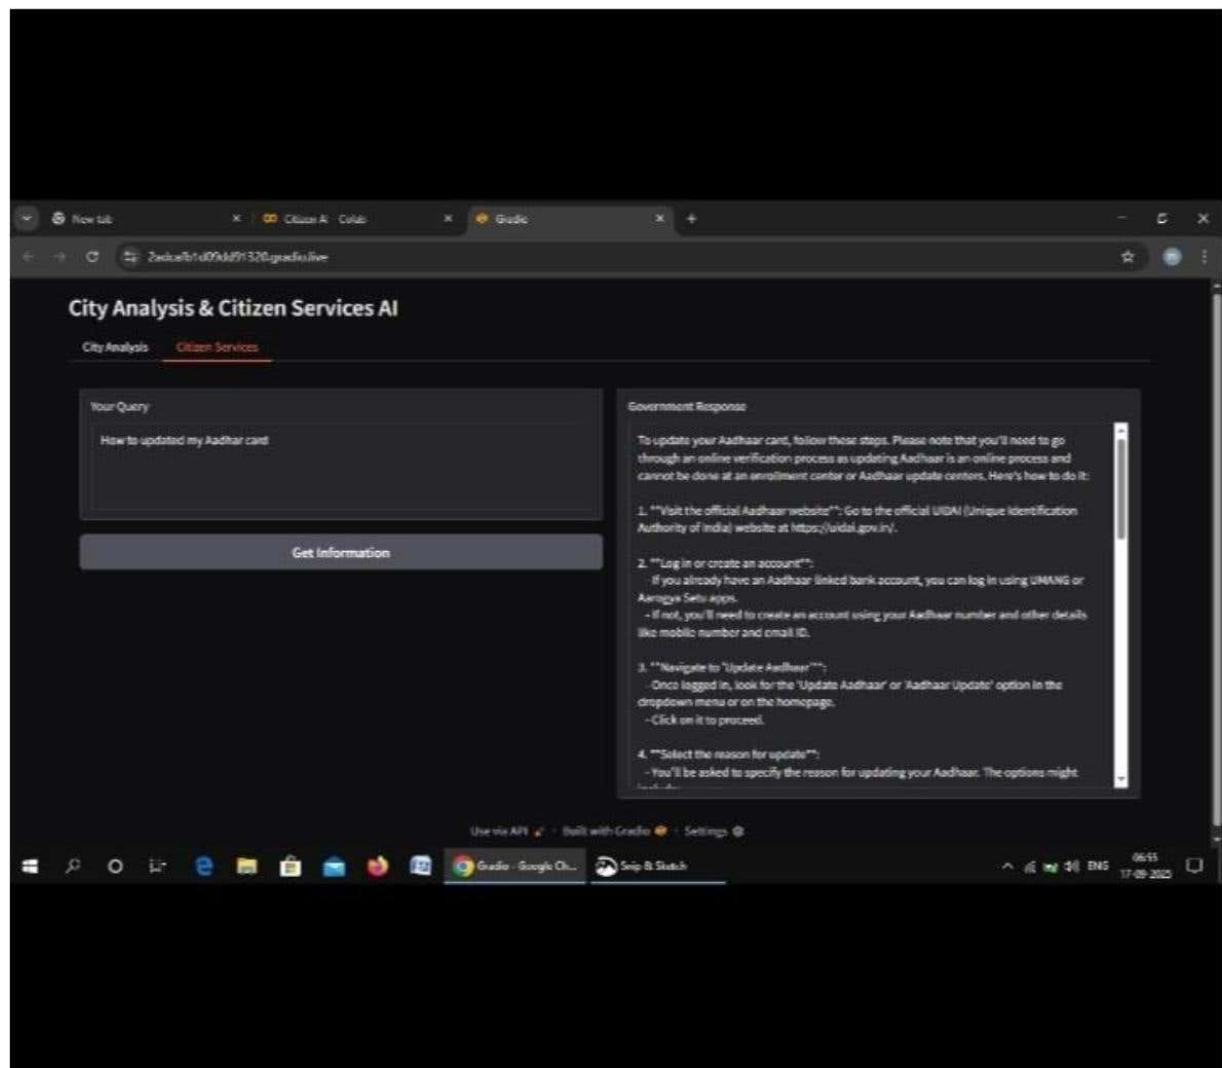 New tab
Citizen AI - Colab
Gradio
City Analysis & Citizen Services AI
City Analysis
Citizen Services
Your Query
How to updated my Aadhar card
Get Information
Government Response
To update your Aadhaar card, follow these steps. Please note that you'll need to go
through an online verification process as updating Aadhaar is an online process and
cannot be done at an enrollment center or Aadhaar update centers. Here's how to do it:
1. **Visit the official Aadhaar website**: Go to the official UIDAI (Unique Identification
Authority of India) website at https://uidai.gov.in/.
2. **Log in or create an account**:
- If you already have an Aadhaar linked bank account, you can log in using UMANG or
Aarogya Setu apps.
- If not, you'll need to create an account using your Aadhaar number and other details
like mobile number and email ID.
3. **Navigate to 'Update Aadhaar'**:
- Once logged in, look for the 'Update Aadhaar' or 'Aadhaar Update' option in the
dropdown menu or on the homepage.
- Click on it to proceed.
4. **Select the reason for update**:
- You'll be asked to specify the reason for updating your Aadhaar. The options might
Use via API · Built with Gradio · Settings
Gradio - Google Ch...
Snip & Sketch
ENG
06:55
17-09-2025